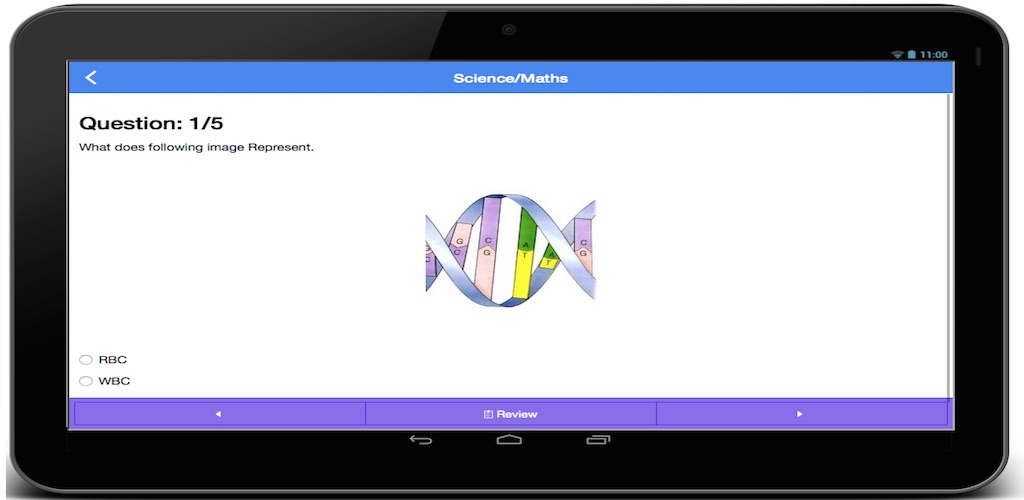 11:00
Science/Maths
Question: 1/5
What does following image Represent.
G C A C
G C G T A T G
C
RBC
WBC
Review